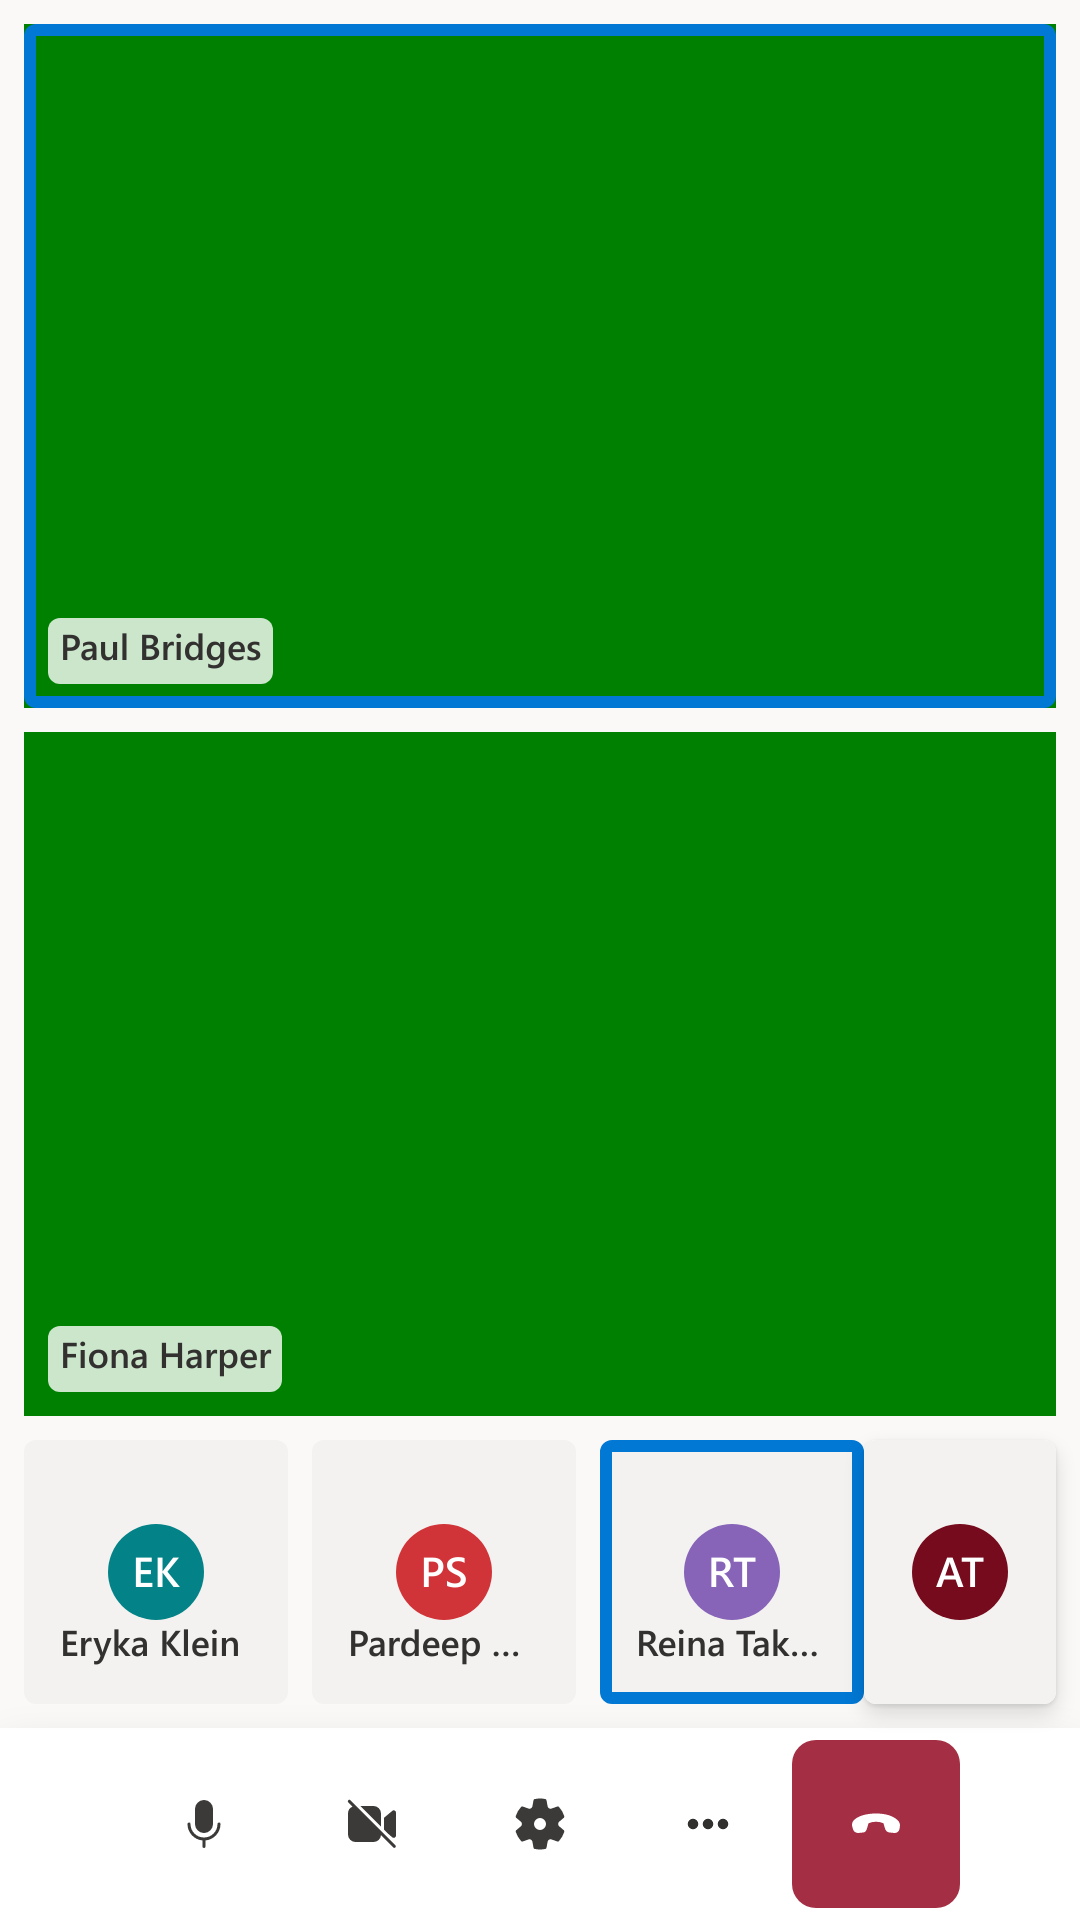 Paul Bridges
Fiona Harper
EK
PS
RT
AT
Eryka Klein
Pardeep ...
Reina Tak...